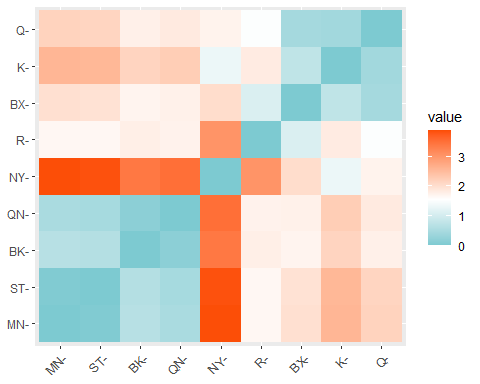 Q-
K-
BX-
R-
NY-
QN-
BK-
ST-
MN-
MN- ST- BK- QN- NY- R- BX- K- Q-
value
3
2
1
0